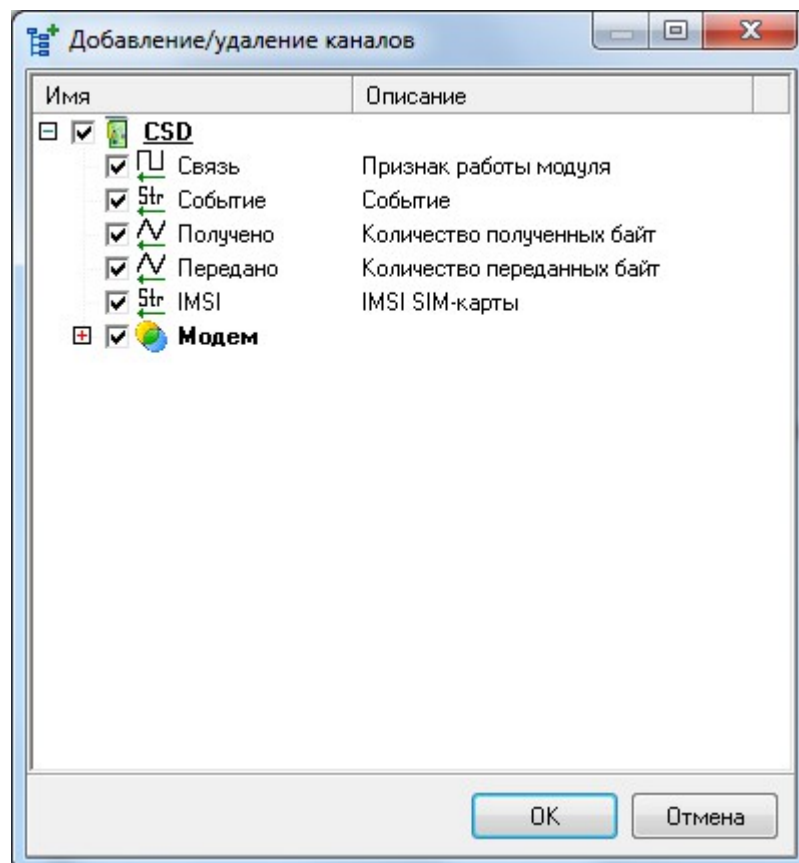 Добавление/удаление каналов
Имя Описание
CSD
Связь Признак работы модуля
Str Событие Событие
Получено Количество полученных байт
Передано Количество переданных байт
Str IMSI IMSI SIM-карты
Модем
OK Отмена